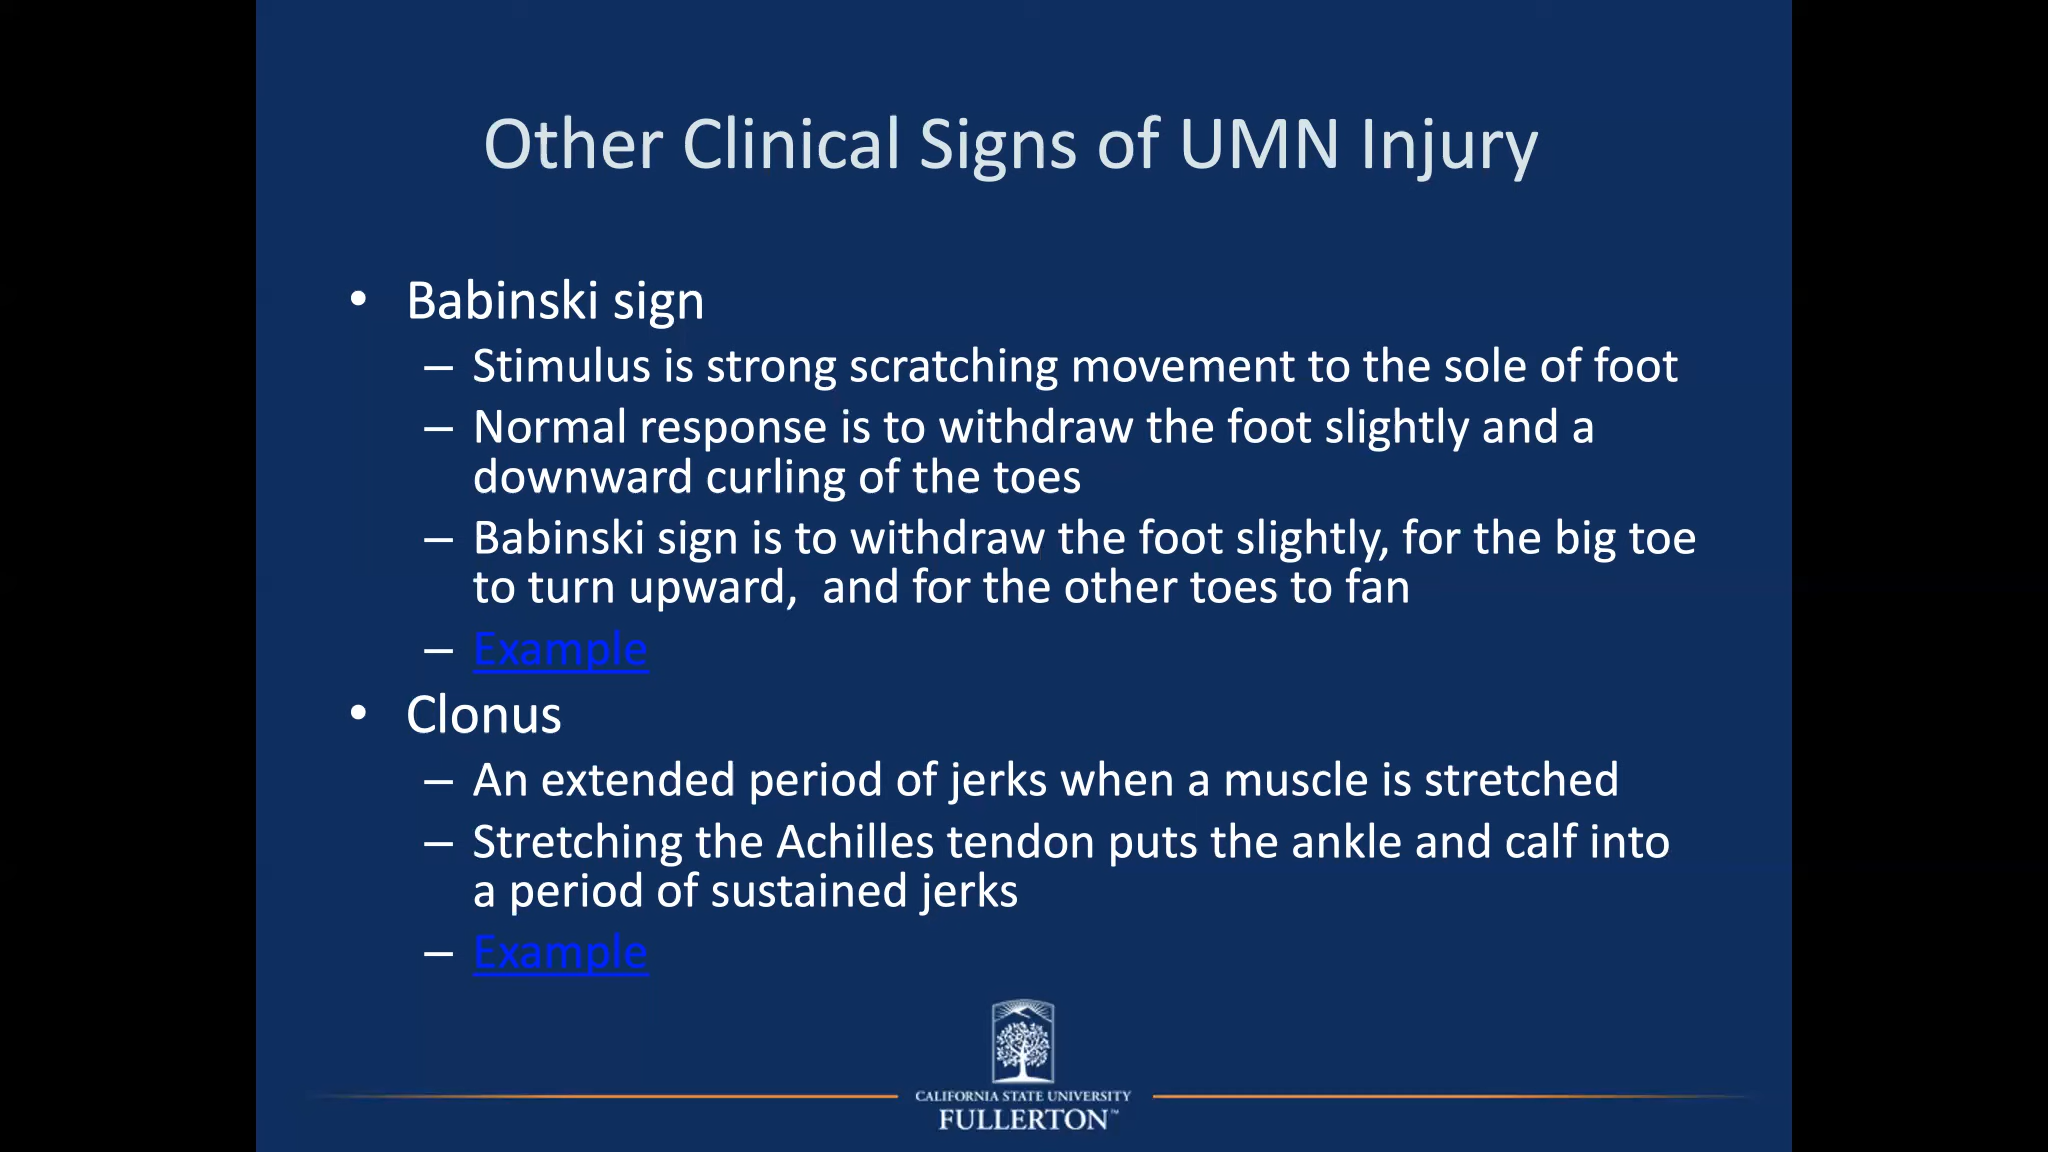 Other Clinical Signs of UMN Injury
• Babinski sign
– Stimulus is strong scratching movement to the sole of foot
– Normal response is to withdraw the foot slightly and a
downward curling of the toes
– Babinski sign is to withdraw the foot slightly, for the big toe
to turn upward,  and for the other toes to fan
– Example
• Clonus
– An extended period of jerks when a muscle is stretched
– Stretching the Achilles tendon puts the ankle and calf into
a period of sustained jerks
– Example
CALIFORNIA STATE UNIVERSITY
FULLERTON™